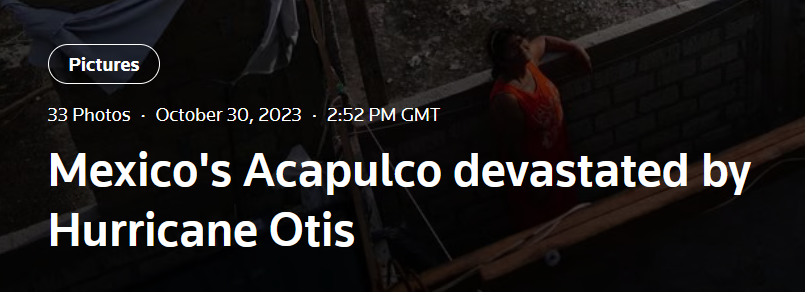 Pictures
33 Photos · October 30, 2023 · 2:52 PM GMT
Mexico's Acapulco devastated by
Hurricane Otis